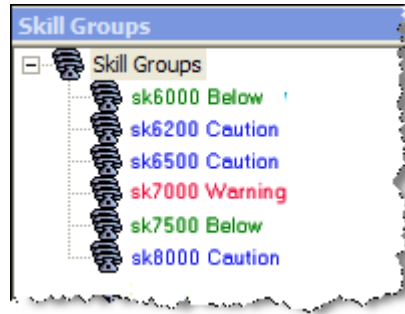 Skill Groups
Skill Groups
sk6000 Below
sk6200 Caution
sk6500 Caution
sk7000 Warning
sk7500 Below
sk8000 Caution